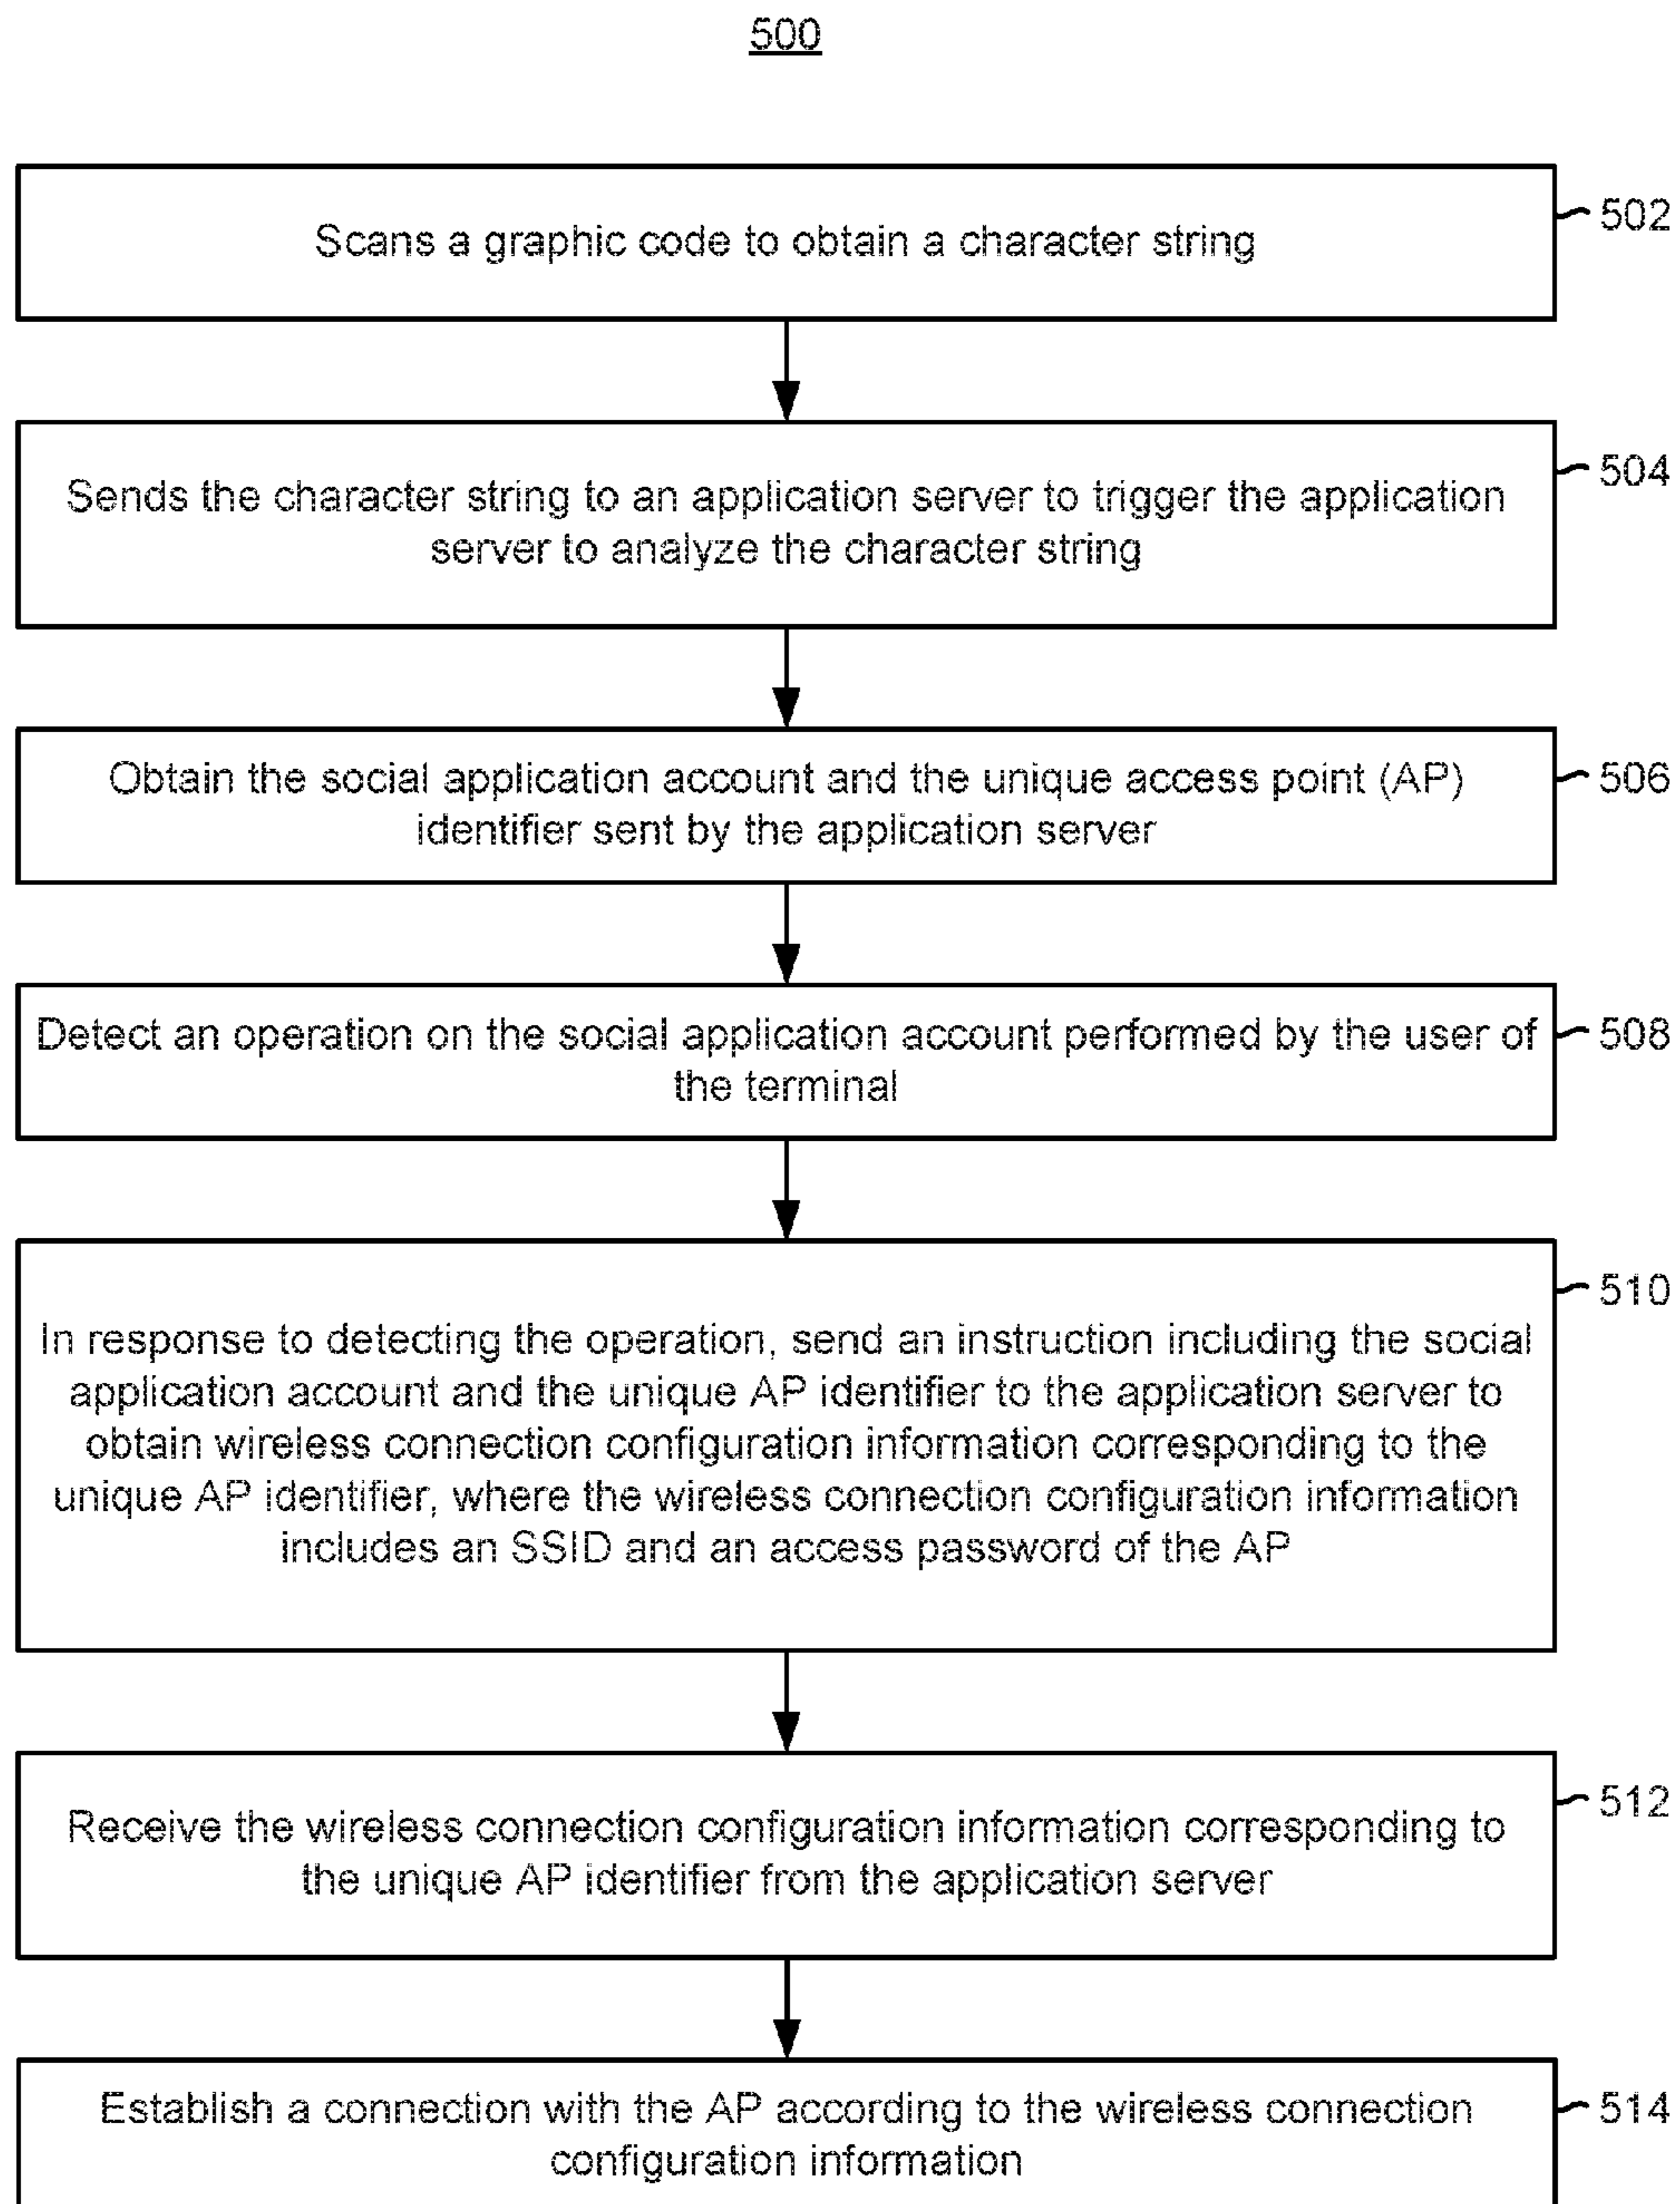 500
Scans a graphic code to obtain a character string
502
Sends the character string to an application server to trigger the application
server to analyze the character string
504
Obtain the social application account and the unique access point (AP)
identifier sent by the application server
506
Detect an operation on the social application account performed by the user of
the terminal
508
In response to detecting the operation, send an instruction including the social
application account and the unique AP identifier to the application server to
obtain wireless connection configuration information corresponding to the
unique AP identifier, where the wireless connection configuration information
includes an SSID and an access password of the AP
510
Receive the wireless connection configuration information corresponding to
the unique AP identifier from the application server
512
Establish a connection with the AP according to the wireless connection
configuration information
514